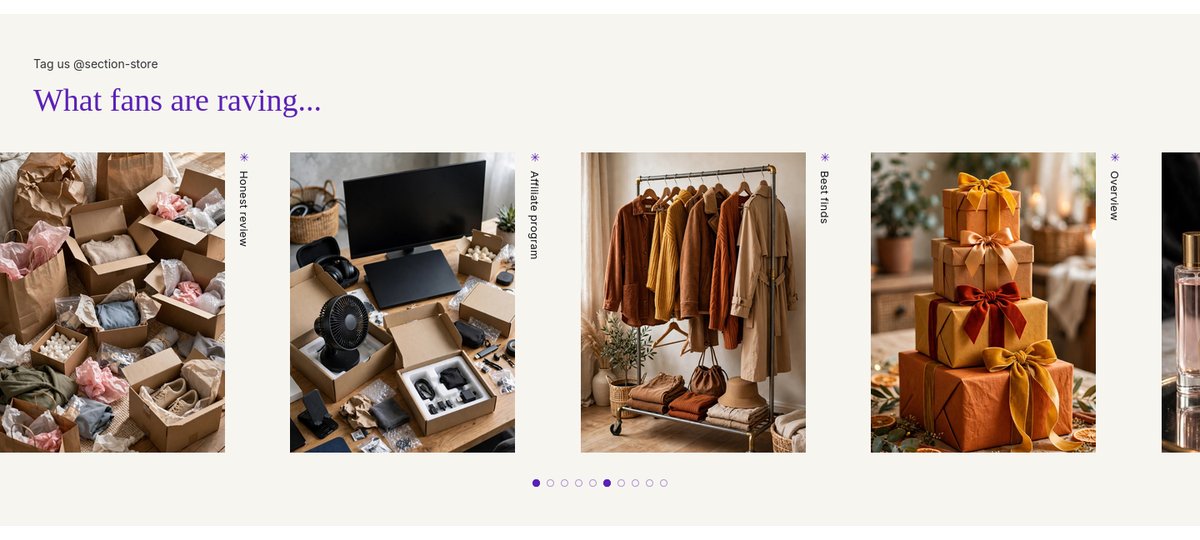 Tag us @section-store
What fans are raving...
Honest review
Affiliate program
Best finds
Overview